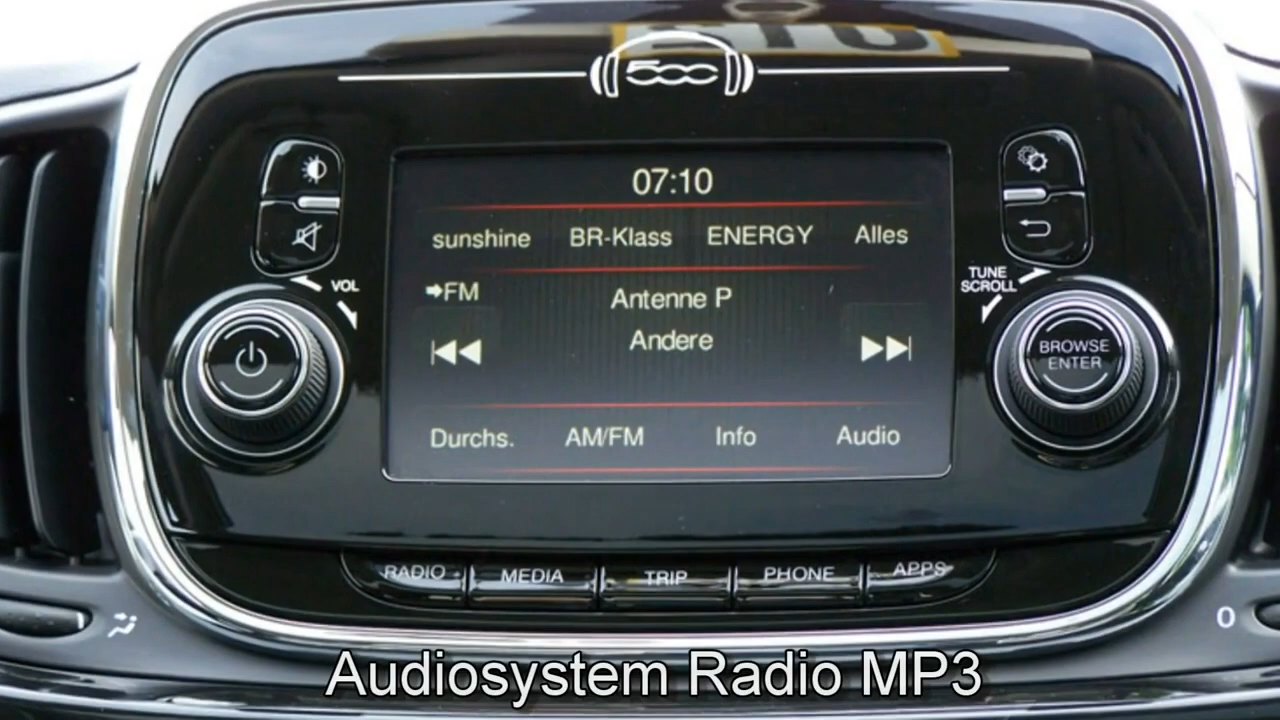 500
07:10
sunshine BR-Klass ENERGY Alles
➡FM
Antenne P
Andere
VOL
TUNE
SCROLL
BROWSE
ENTER
Durchs. AM/FM Info Audio
RADIO MEDIA TRIP PHONE APPS
0
Audiosystem Radio MP3